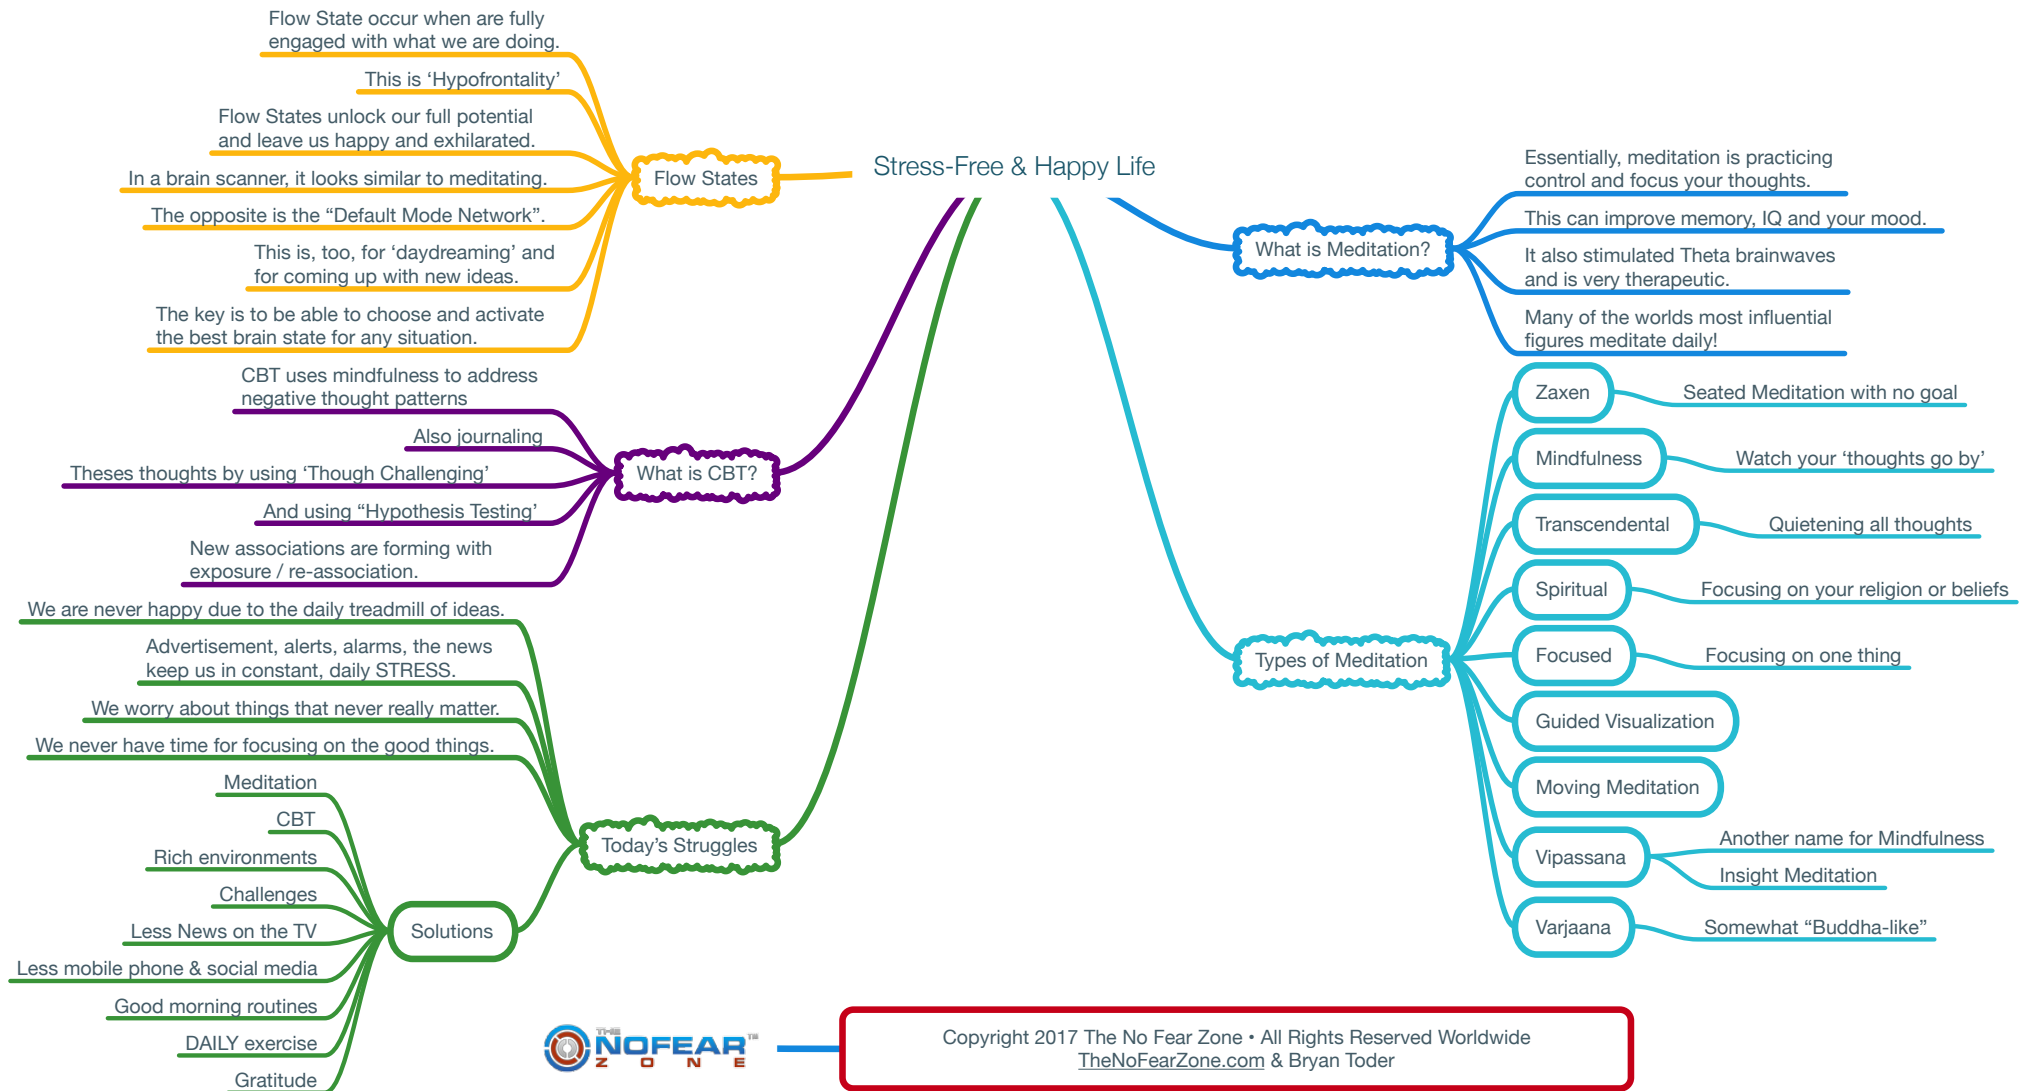 Stress-Free & Happy Life
Flow States
Flow State occur when are fully
engaged with what we are doing.
This is ‘Hypofrontality’
Flow States unlock our full potential
and leave us happy and exhilarated.
In a brain scanner, it looks similar to meditating.
The opposite is the “Default Mode Network”.
This is, too, for ‘daydreaming’ and
for coming up with new ideas.
The key is to be able to choose and activate
the best brain state for any situation.
What is CBT?
CBT uses mindfulness to address
negative thought patterns
Also journaling
Theses thoughts by using ‘Though Challenging’
And using “Hypothesis Testing’
New associations are forming with
exposure / re-association.
Today’s Struggles
We are never happy due to the daily treadmill of ideas.
Advertisement, alerts, alarms, the news
keep us in constant, daily STRESS.
We worry about things that never really matter.
We never have time for focusing on the good things.
Solutions
Meditation
CBT
Rich environments
Challenges
Less News on the TV
Less mobile phone & social media
Good morning routines
DAILY exercise
Gratitude
What is Meditation?
Essentially, meditation is practicing
control and focus your thoughts.
This can improve memory, IQ and your mood.
It also stimulated Theta brainwaves
and is very therapeutic.
Many of the worlds most influential
figures meditate daily!
Types of Meditation
Zaxen
Seated Meditation with no goal
Mindfulness
Watch your ‘thoughts go by’
Transcendental
Quietening all thoughts
Spiritual
Focusing on your religion or beliefs
Focused
Focusing on one thing
Guided Visualization
Moving Meditation
Vipassana
Another name for Mindfulness
Insight Meditation
Varjaana
Somewhat “Buddha-like”
THE
NOFEAR™
ZONE
Copyright 2017 The No Fear Zone • All Rights Reserved Worldwide
TheNoFearZone.com & Bryan Toder